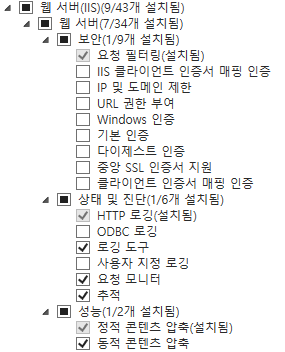 웹 서버(IIS)(9/43개 설치됨)
웹 서버(7/34개 설치됨)
보안(1/9개 설치됨)
요청 필터링(설치됨)
IIS 클라이언트 인증서 매핑 인증
IP 및 도메인 제한
URL 권한 부여
Windows 인증
기본 인증
다이제스트 인증
중앙 SSL 인증서 지원
클라이언트 인증서 매핑 인증
상태 및 진단(1/6개 설치됨)
HTTP 로깅(설치됨)
ODBC 로깅
로깅 도구
사용자 지정 로깅
요청 모니터
추적
성능(1/2개 설치됨)
정적 콘텐츠 압축(설치됨)
동적 콘텐츠 압축